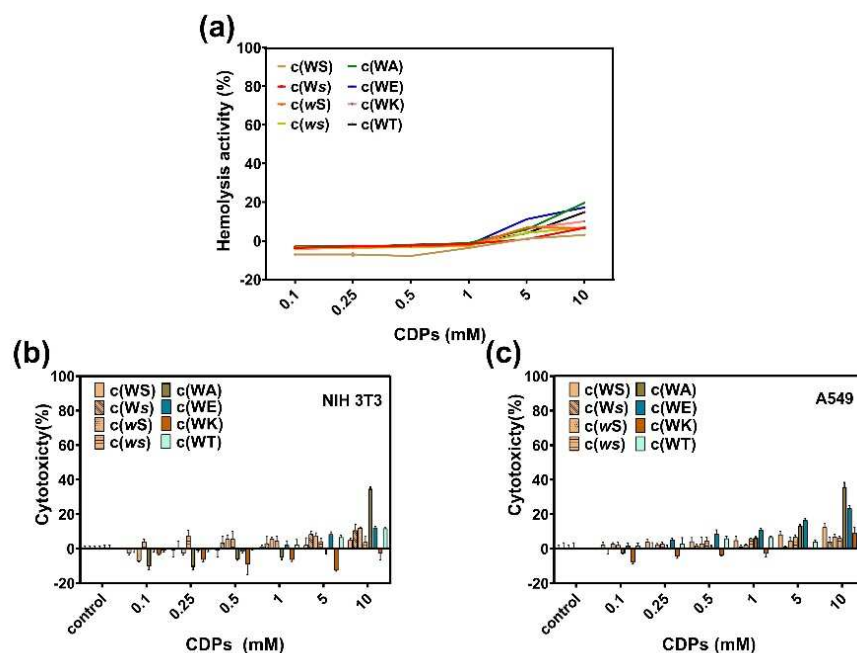 (a)
100
80
60
40
20
0
-20
Hemolysis activity (%)
c(WS) c(WA)
c(Ws) c(WE)
c(wS) c(WK)
c(ws) c(WT)
0.1 0.25 0.5 1 5 10
CDPs (mM)
(b)
100
80
60
40
20
0
-20
Cytotoxicty(%)
c(WS) c(WA)
c(Ws) c(WE)
c(wS) c(WK)
c(ws) c(WT)
NIH 3T3
control 0.1 0.25 0.5 1 5 10
CDPs (mM)
(c)
100
80
60
40
20
0
-20
Cytotoxicty(%)
c(WS) c(WA)
c(Ws) c(WE)
c(wS) c(WK)
c(ws) c(WT)
A549
control 0.1 0.25 0.5 1 5 10
CDPs (mM)